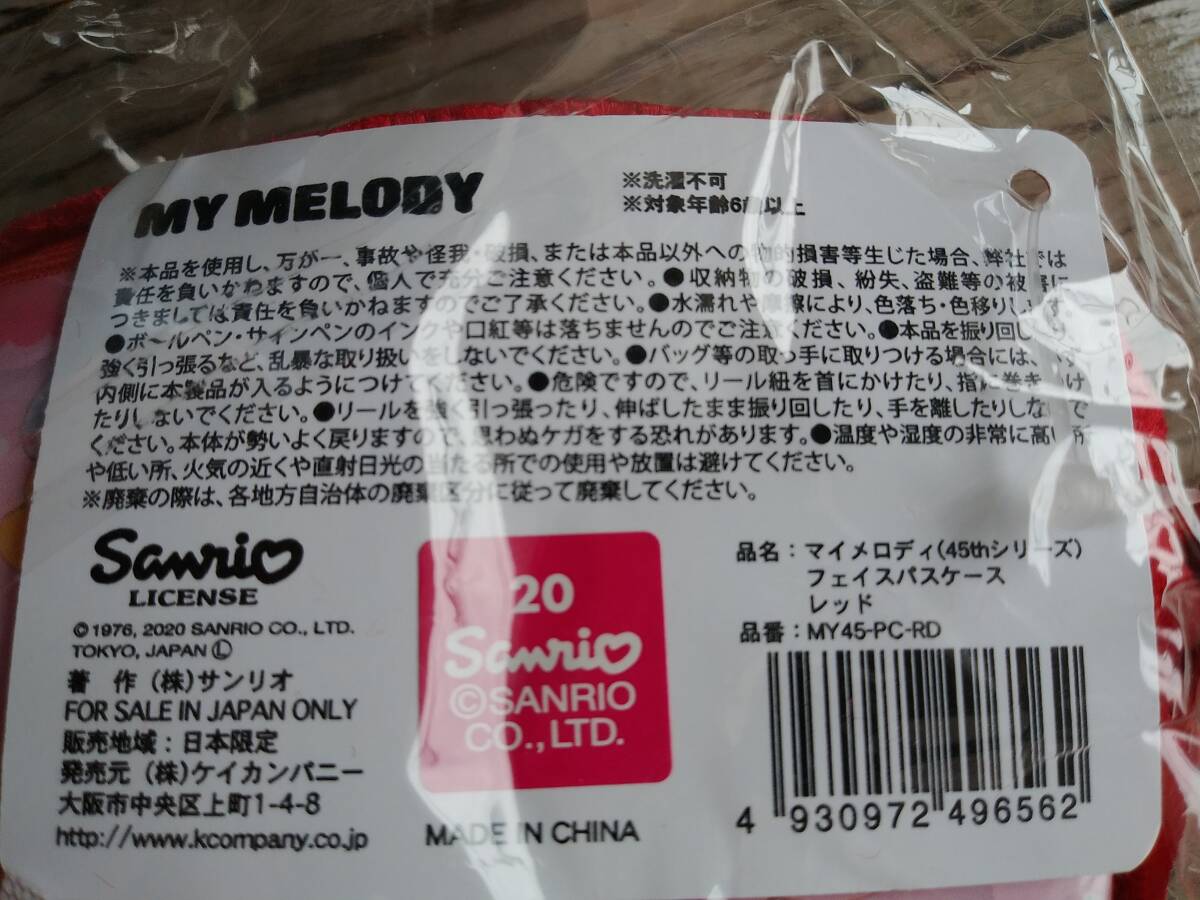 MY MELODY
※洗濯不可
※対象年齢6歳以上
※本品を使用し、万が一、事故や怪我・破損、または本品以外への物的損害等生じた場合、弊社では
責任を負いかねますので、個人で充分ご注意ください。●収納物の破損、紛失、盗難等の被害に
つきましては責任を負いかねますのでご了承ください。●水濡れや摩擦により、色落ち・色移りします
●ボールペン・サインペンのインクや口紅等は落ちませんのでご注意ください。●本品を振り回し
強く引っ張るなど、乱暴な取り扱いをしないでください。●バッグ等の取っ手に取りつける場合には、
内側に本製品が入るようにつけてください。●危険ですので、リール紐を首にかけたり、指に巻き
たりしないでください。●リールを強く引っ張ったり、伸ばしたまま振り回したり、手を離したりしないで
ください。本体が勢いよく戻りますので、思わぬケガをする恐れがあります。●温度や湿度の非常に高い所
や低い所、火気の近くや直射日光の当たる所での使用や放置は避けてください。
※廃棄の際は、各地方自治体の廃棄区分に従って廃棄してください。
Sanrio
LICENSE
©1976, 2020 SANRIO CO., LTD.
TOKYO, JAPAN Ⓛ
著 作 (株)サンリオ
FOR SALE IN JAPAN ONLY
販売地域:日本限定
発売元 (株)ケイカンパニー
大阪市中央区上町1-4-8
http://www.kcompany.co.jp
20
Sanrio
©SANRIO
CO.,LTD.
MADE IN CHINA
品名:マイメロディ(45thシリーズ)
フェイスパスケース
レッド
品番:MY45-PC-RD
4 930972 496562